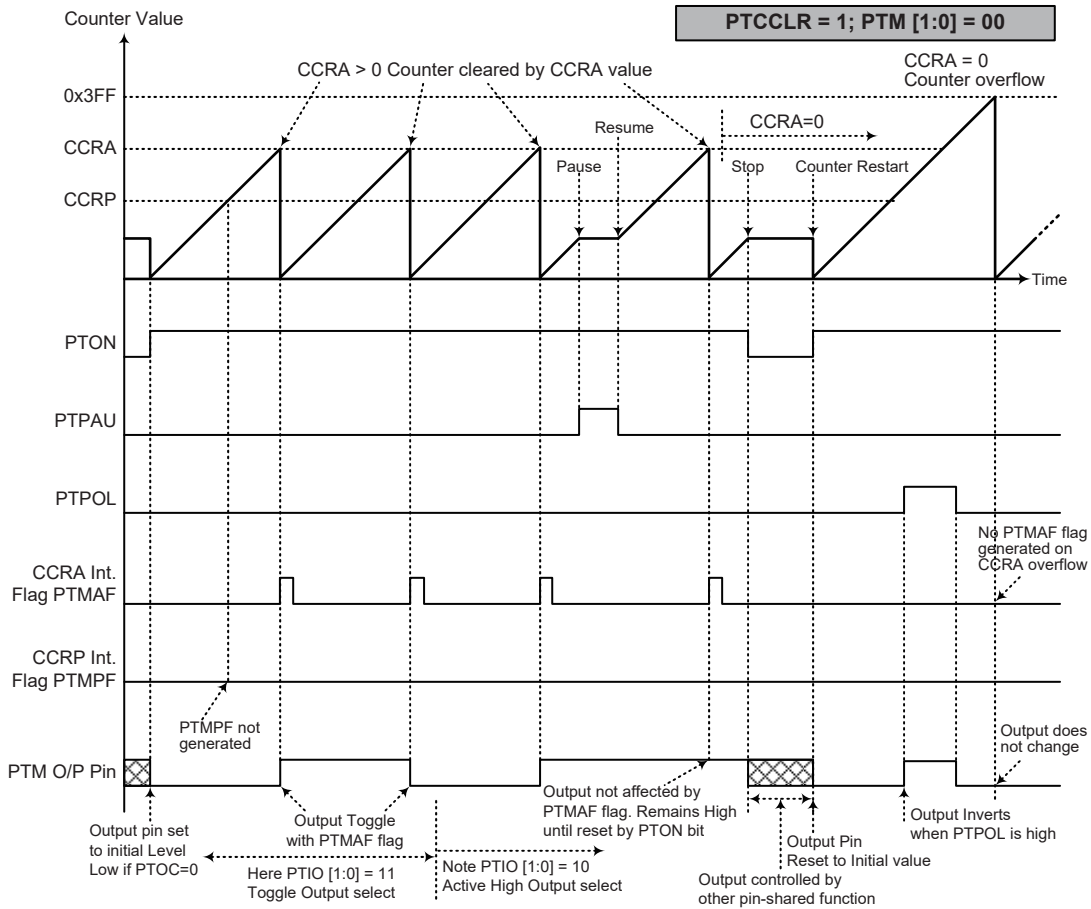 Counter Value
PTCCLR = 1; PTM [1:0] = 00
CCRA = 0
Counter overflow
CCRA > 0 Counter cleared by CCRA value
0x3FF
Resume
CCRA=0
CCRA
Pause
Stop
Counter Restart
CCRP
Time
PTON
PTPAU
PTPOL
No PTMAF flag
generated on
CCRA overflow
CCRA Int.
Flag PTMAF
CCRP Int.
Flag PTMPF
PTMPF not
generated
Output does
not change
PTM O/P Pin
Output not affected by
PTMAF flag. Remains High
until reset by PTON bit
Output Toggle
with PTMAF flag
Output Inverts
when PTPOL is high
Output pin set
to initial Level
Low if PTOC=0
Output Pin
Reset to Initial value
Here PTIO [1:0] = 11
Toggle Output select
Note PTIO [1:0] = 10
Active High Output select
Output controlled by
other pin-shared function